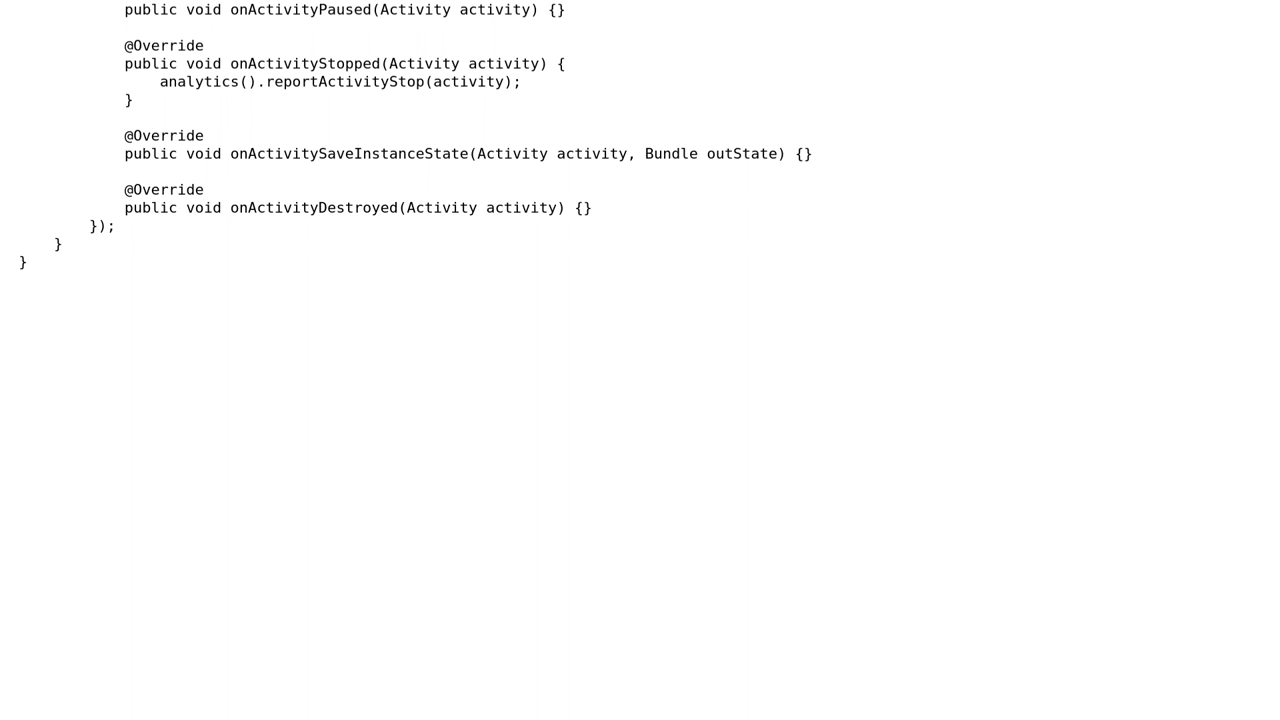 public void onActivityPaused(Activity activity) {}
@Override
public void onActivityStopped(Activity activity) {
analytics().reportActivityStop(activity);
}
@Override
public void onActivitySaveInstanceState(Activity activity, Bundle outState) {}
@Override
public void onActivityDestroyed(Activity activity) {}
});
}
}